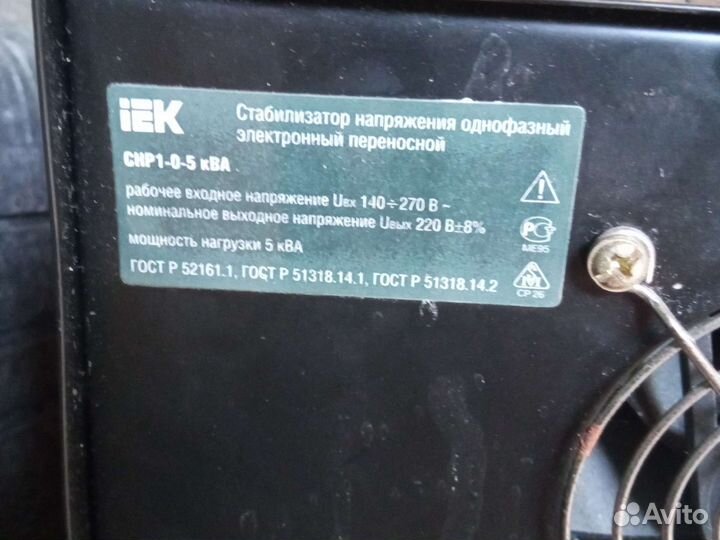 IEK
Стабилизатор напряжения однофазный
электронный переносной
СНР1-0-5 кВА
рабочее входное напряжение Uвх 140÷270 В ~
номинальное выходное напряжение Uвых 220 В±8%
мощность нагрузки 5 кВА
ГОСТ Р 52161.1, ГОСТ Р 51318.14.1, ГОСТ Р 51318.14.2
АЯ95
СР 26
Avito